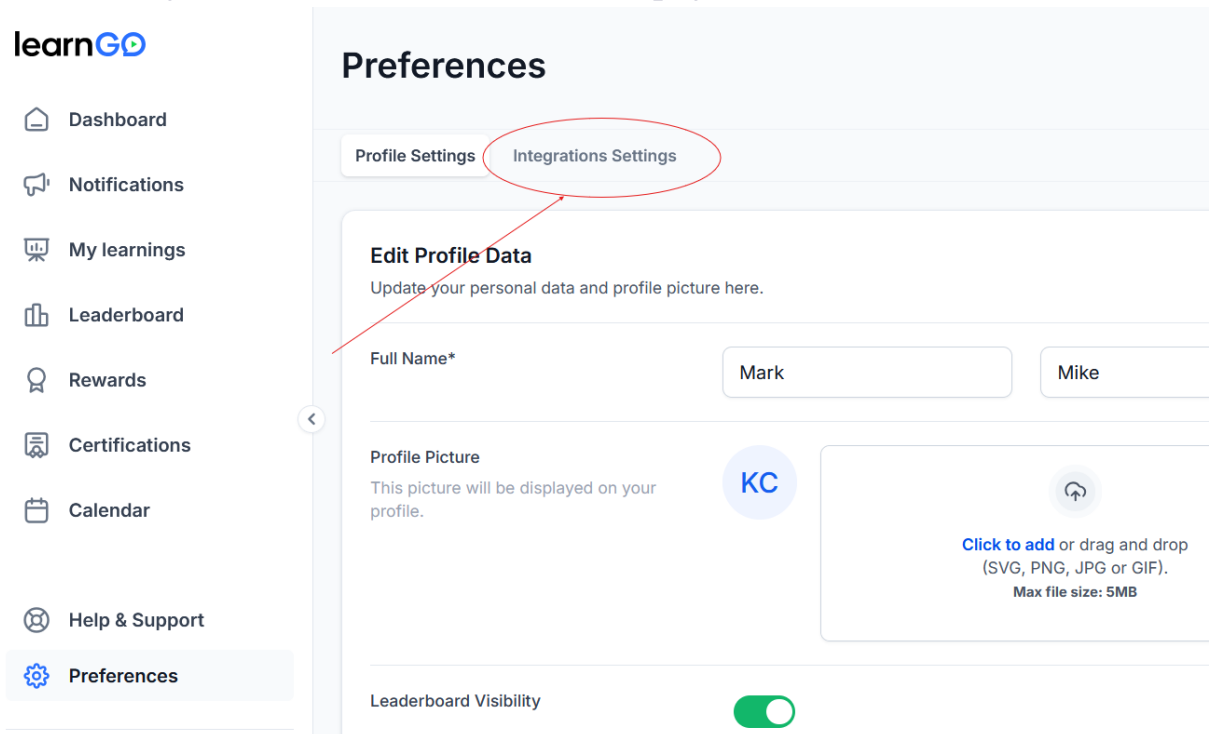 learnGO
Preferences
Dashboard
Profile Settings
Integrations Settings
Notifications
My learnings
Edit Profile Data
Update your personal data and profile picture here.
Leaderboard
Full Name*
Mark
Mike
Rewards
Certifications
Profile Picture
This picture will be displayed on your
profile.
KC
Calendar
Click to add or drag and drop
(SVG, PNG, JPG or GIF).
Max file size: 5MB
Help & Support
Preferences
Leaderboard Visibility